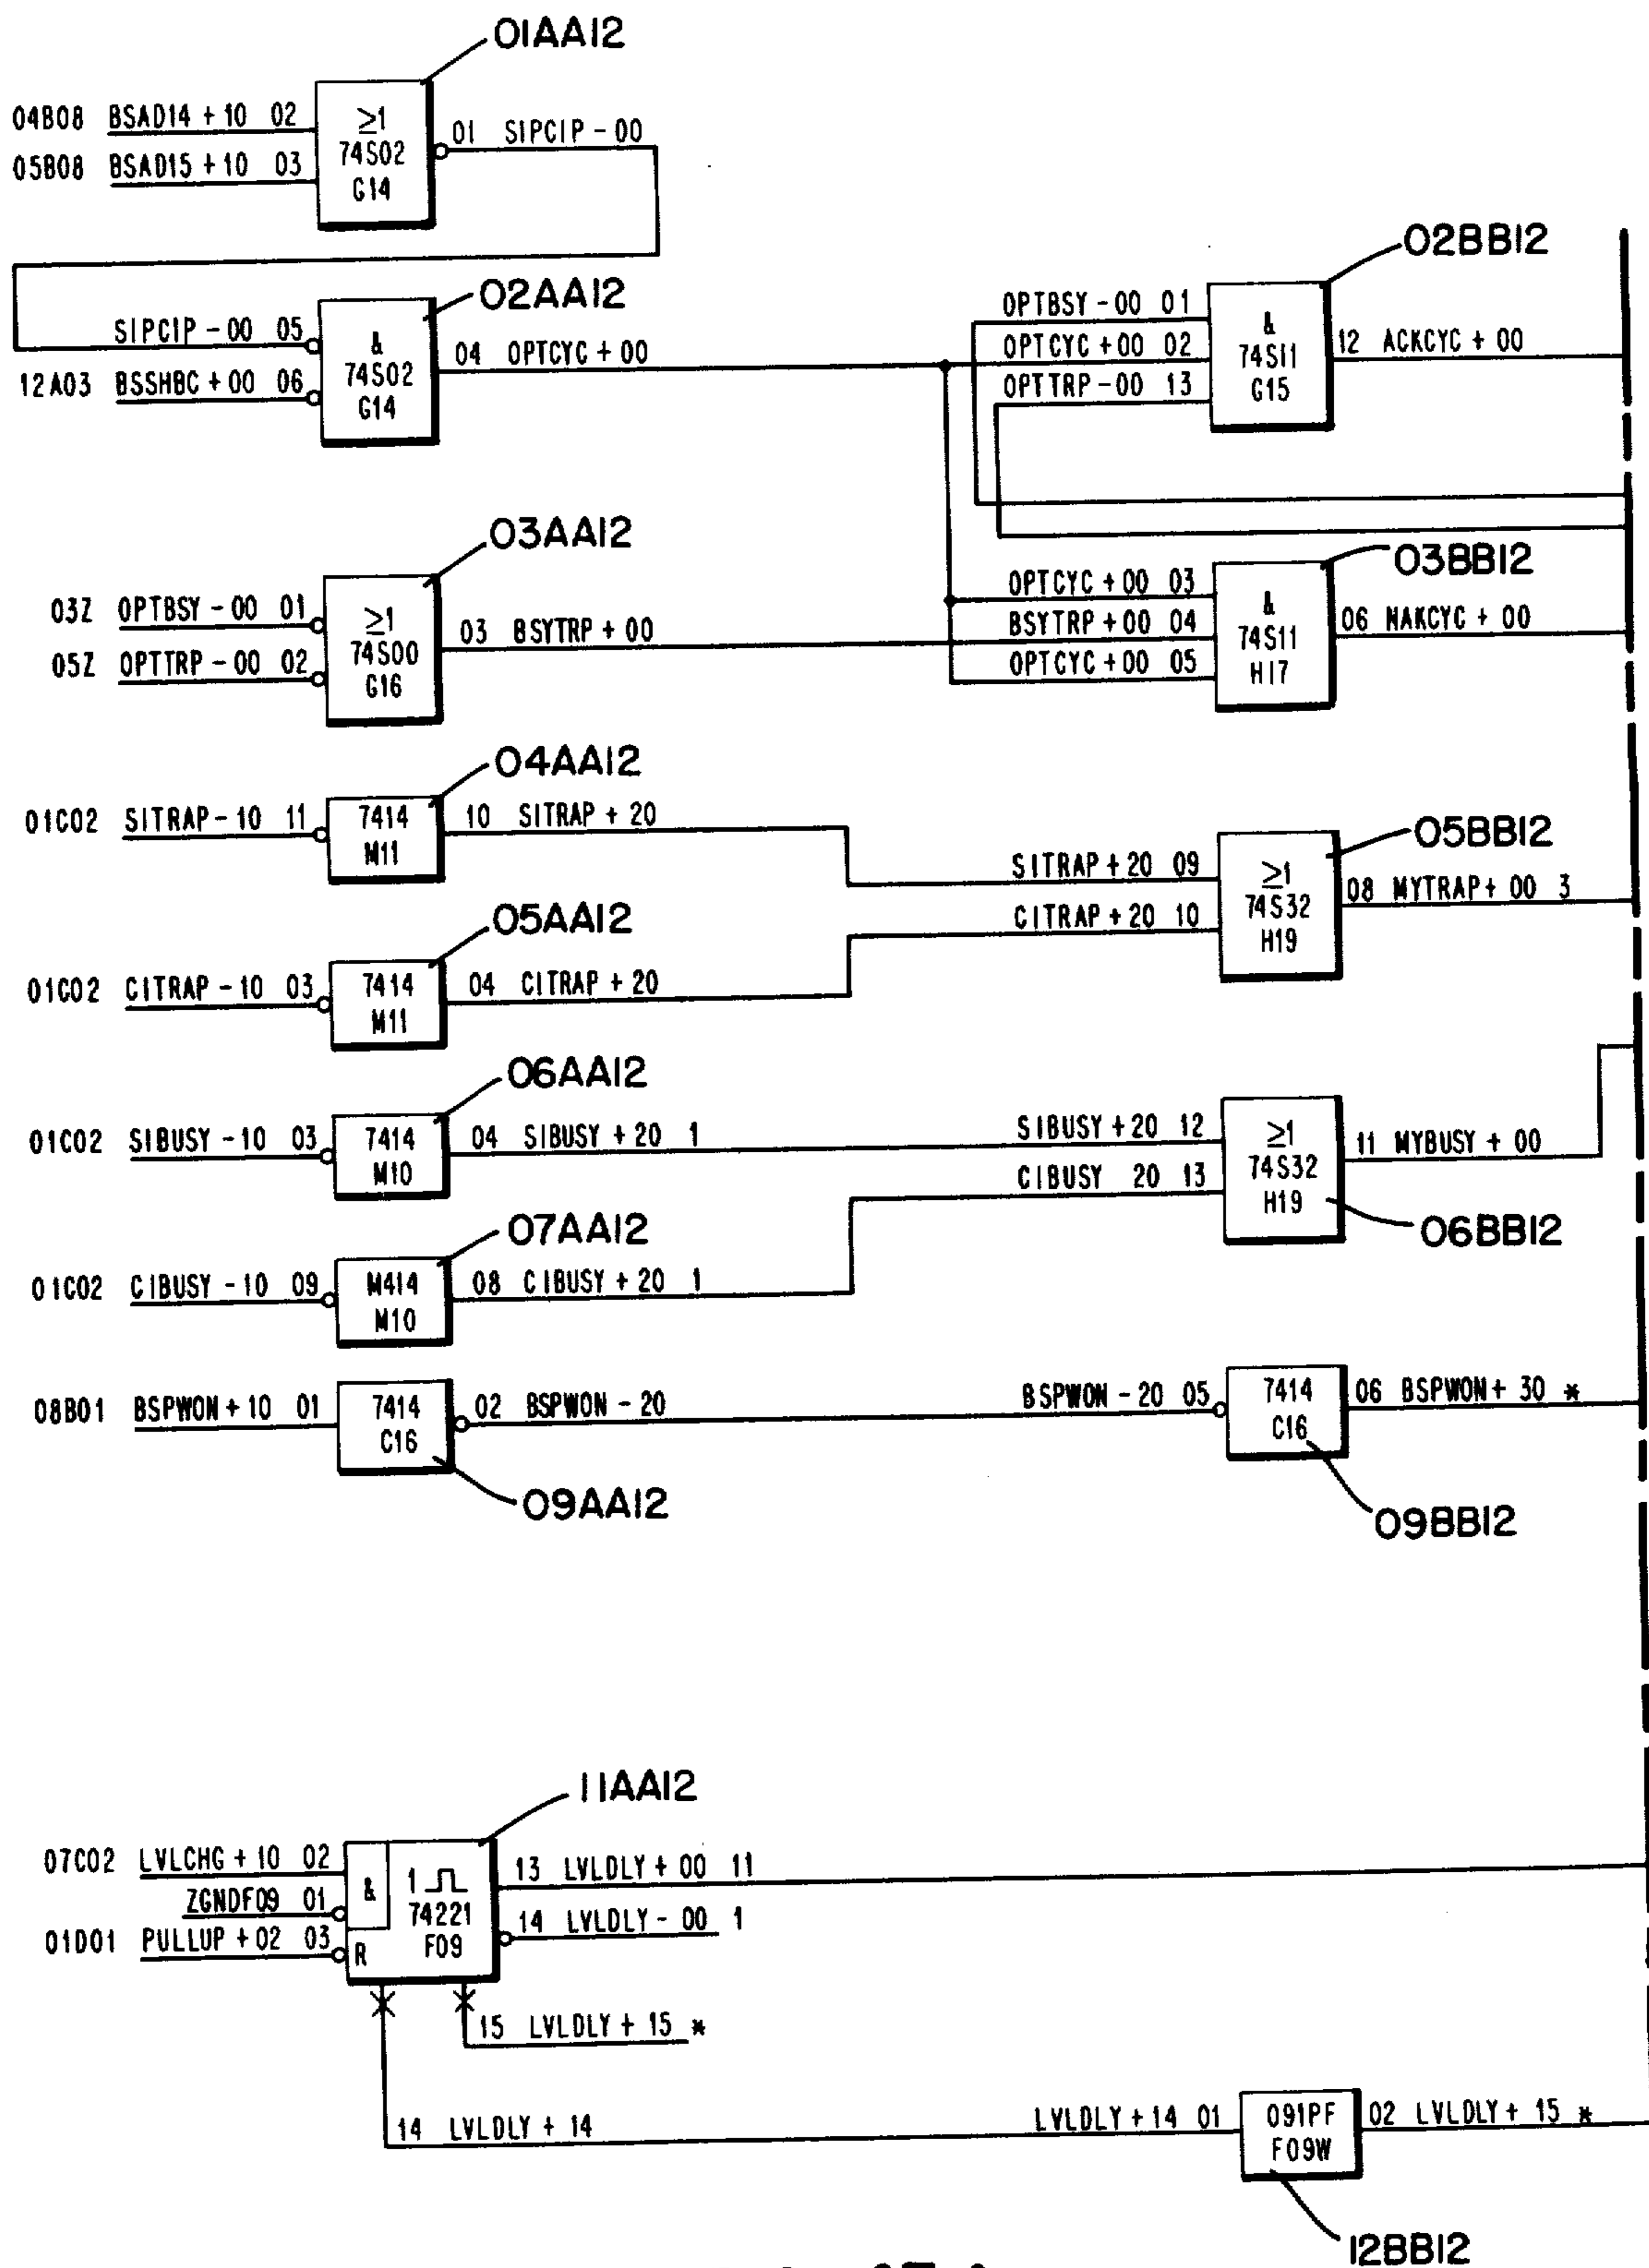 01AA12
04B08 BSAD14 + 10 02
05B08 BSAD15 + 10 03
≥1
74S02
G14
01 SIPCIP - 00
02AA12
SIPCIP - 00 05
12A03 BSSHBC + 00 06
&
74S02
G14
04 OPTCYC + 00
02BB12
OPTBSY - 00 01
OPTCYC + 00 02
OPTTRP - 00 13
&
74S11
G15
12 ACKCYC + 00
03AA12
03Z OPTBSY - 00 01
05Z OPTTRP - 00 02
≥1
74S00
G16
03 BSYTRP + 00
03BB12
OPTCYC + 00 03
BSYTRP + 00 04
OPTCYC + 00 05
&
74S11
H17
06 NAKCYC + 00
04AA12
01C02 SITRAP - 10 11
7414
M11
10 SITRAP + 20
05AA12
01C02 CITRAP - 10 03
7414
M11
04 CITRAP + 20
05BB12
SITRAP + 20 09
CITRAP + 20 10
≥1
74S32
H19
08 MYTRAP + 00 3
06AA12
01C02 SIBUSY - 10 03
7414
M10
04 SIBUSY + 20 1
07AA12
01C02 CIBUSY - 10 09
M414
M10
08 CIBUSY + 20 1
SIBUSY + 20 12
CIBUSY 20 13
≥1
74S32
H19
11 MYBUSY + 00
06BB12
08B01 BSPWON + 10 01
7414
C16
02 BSPWON - 20
09AA12
BSPWON - 20 05
7414
C16
06 BSPWON + 30 *
09BB12
11AA12
07C02 LVLCHG + 10 02
ZGNDF09 01
01D01 PULLUP + 02 03
&
R
1
74221
F09
13 LVLDLY + 00 11
14 LVLDLY - 00 1
15 LVLDLY + 15 *
14 LVLDLY + 14
LVLDLY + 14 01
091PF
F09W
02 LVLDLY + 15 *
12BB12